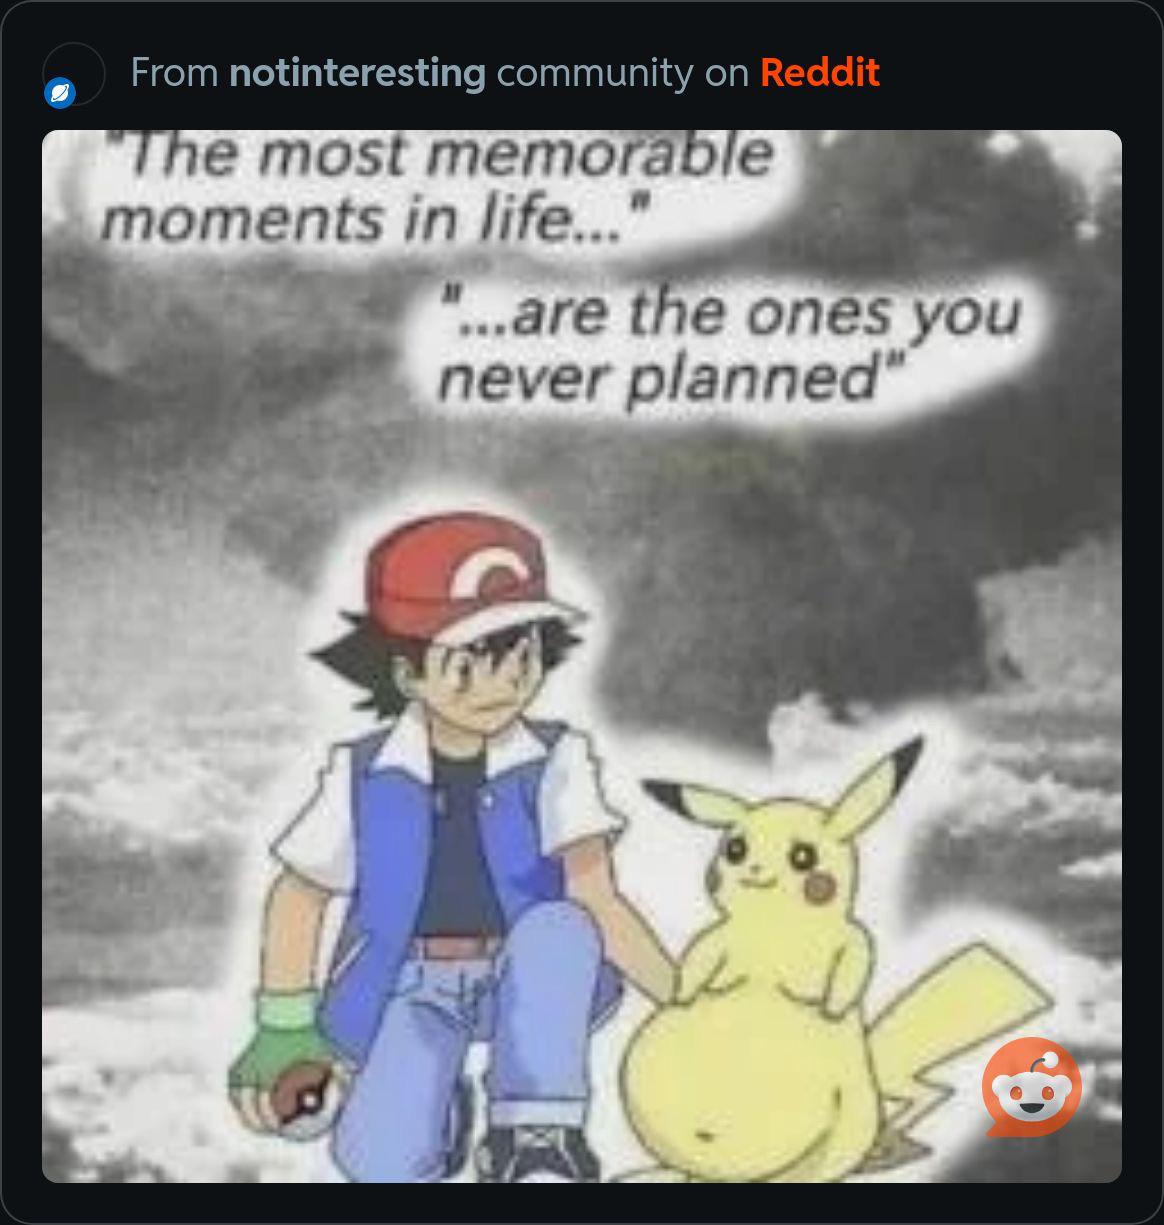 From notinteresting community on Reddit
"The most memorable
moments in life..."
"...are the ones you
never planned"